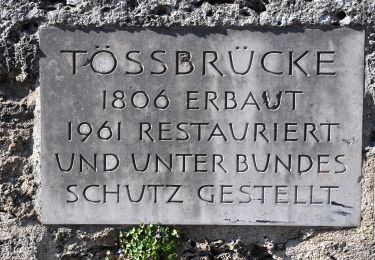 TÖSSBRÜCKE
1806 ERBAUT
1961 RESTAURIERT
UND UNTER BUNDES
SCHUTZ GESTELLT